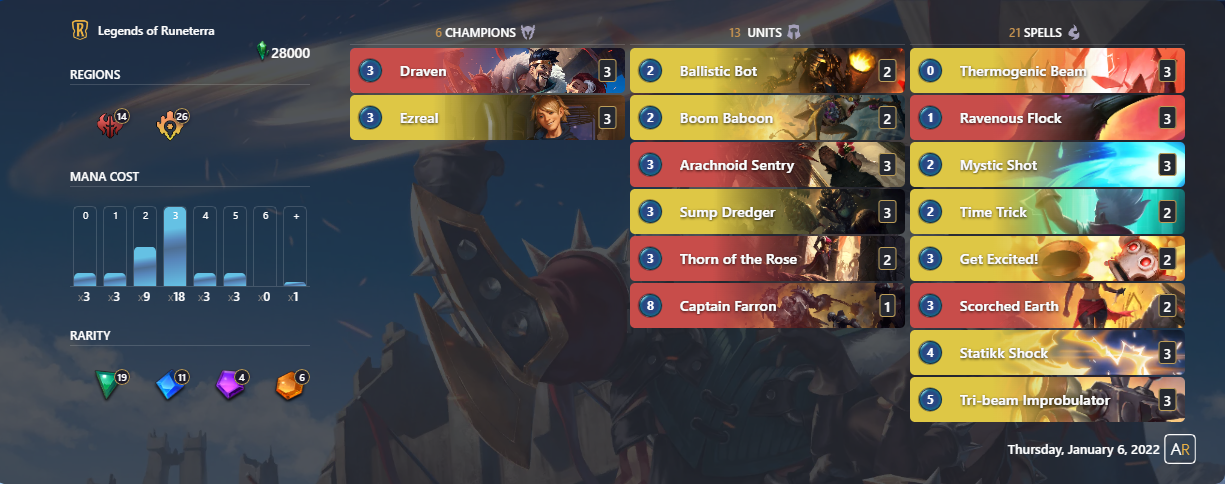 Legends of Runeterra
28000
REGIONS
14 26
MANA COST
0 1 2 3 4 5 6 +
x3 x3 x9 x18 x3 x3 x0 x1
RARITY
19 11 4 6
6 CHAMPIONS
3 Draven 3
3 Ezreal 3
13 UNITS
2 Ballistic Bot 2
2 Boom Baboon 2
3 Arachnoid Sentry 3
3 Sump Dredger 3
3 Thorn of the Rose 2
8 Captain Farron 1
21 SPELLS
0 Thermogenic Beam 3
1 Ravenous Flock 3
2 Mystic Shot 3
2 Time Trick 2
3 Get Excited! 2
3 Scorched Earth 2
4 Statikk Shock 3
5 Tri-beam Improbulator 3
Thursday, January 6, 2022 AR